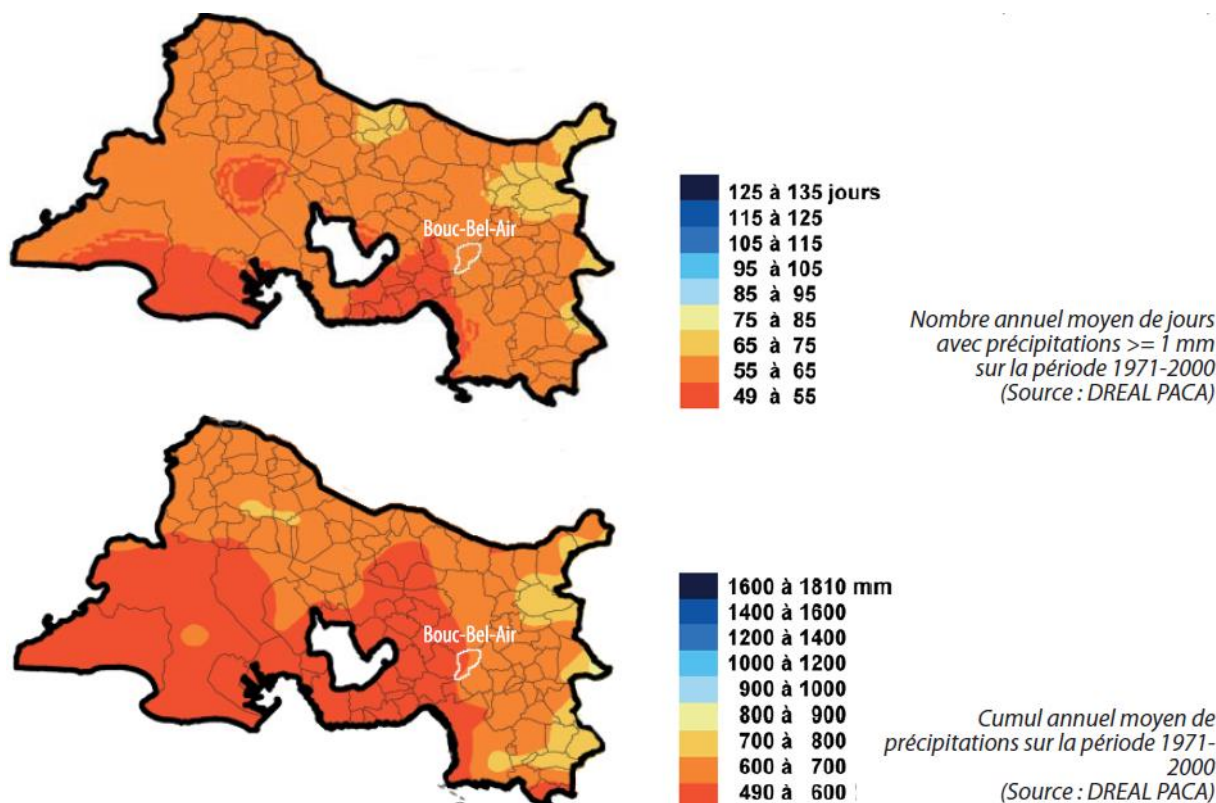 Bouc-Bel-Air
125 à 135 jours
115 à 125
105 à 115
95 à 105
85 à 95
75 à 85
65 à 75
55 à 65
49 à 55
Nombre annuel moyen de jours
avec précipitations >= 1 mm
sur la période 1971-2000
(Source : DREAL PACA)
Bouc-Bel-Air
1600 à 1810 mm
1400 à 1600
1200 à 1400
1000 à 1200
900 à 1000
800 à 900
700 à 800
600 à 700
490 à 600
Cumul annuel moyen de
précipitations sur la période 1971-
2000
(Source : DREAL PACA)